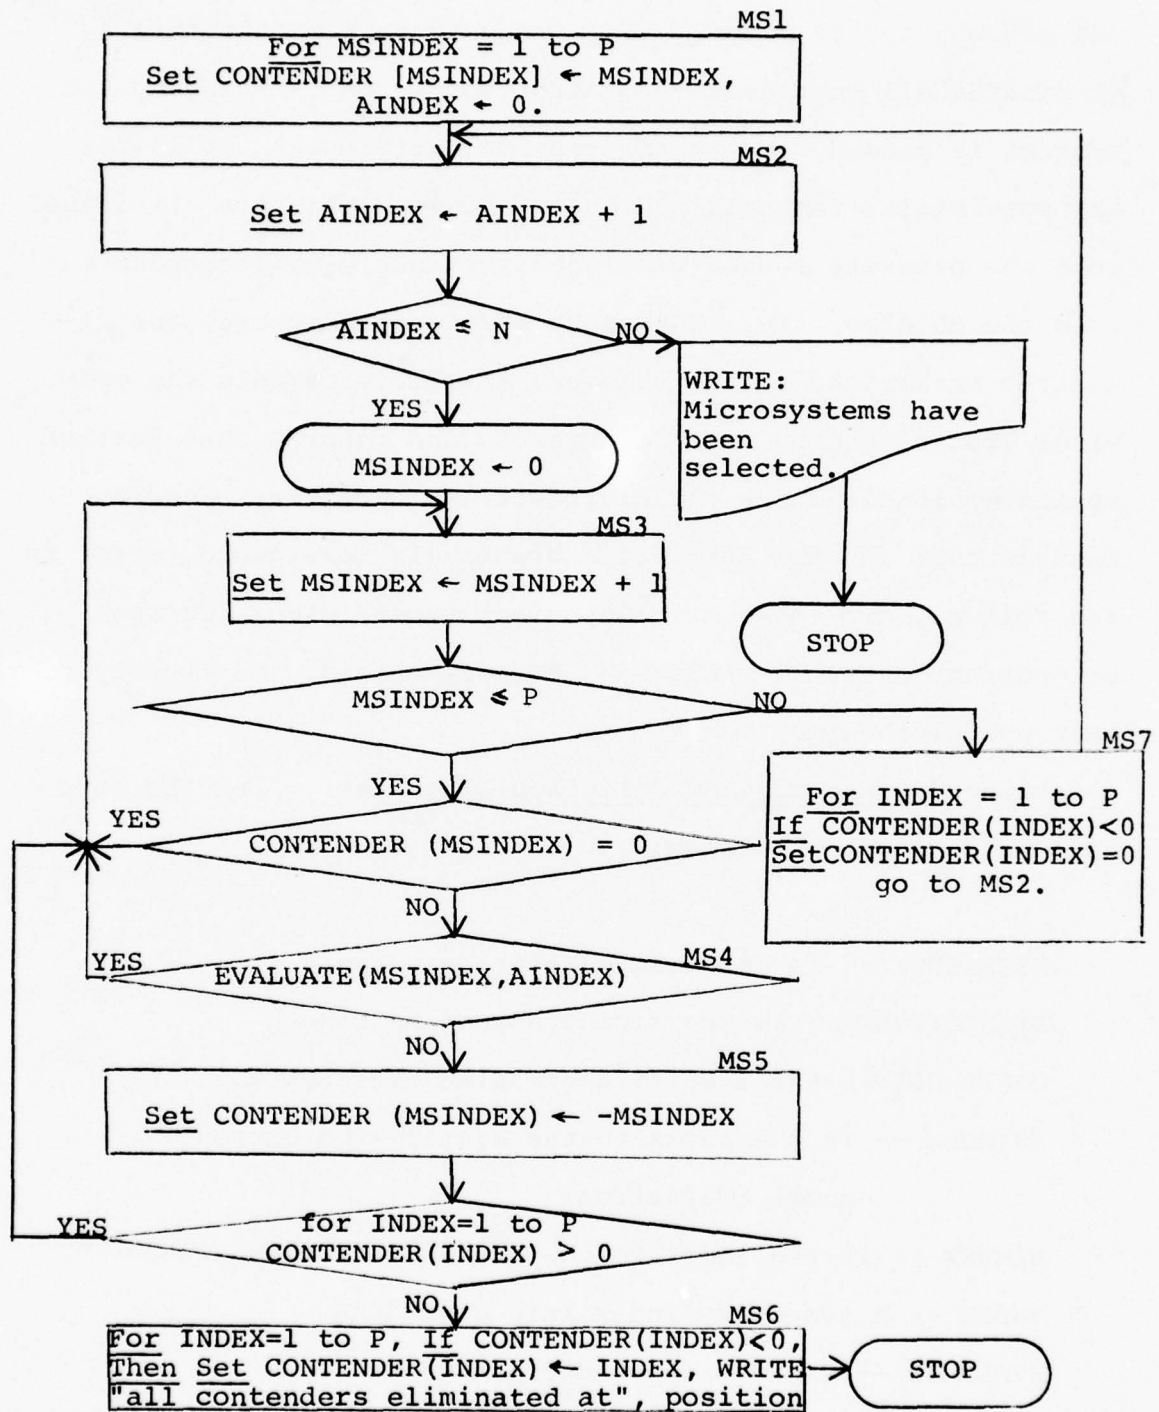 MS1
For MSINDEX = 1 to P
Set CONTENDER [MSINDEX] ← MSINDEX,
AINDEX ← 0.
MS2
Set AINDEX ← AINDEX + 1
AINDEX ≤ N
NO
YES
WRITE:
Microsystems have
been
selected.
MSINDEX ← 0
MS3
Set MSINDEX ← MSINDEX + 1
STOP
MSINDEX ≤ P
NO
YES
MS7
For INDEX = 1 to P
If CONTENDER(INDEX)<0
SetCONTENDER(INDEX)=0
go to MS2.
YES
CONTENDER (MSINDEX) = 0
NO
YES
MS4
EVALUATE(MSINDEX,AINDEX)
NO
MS5
Set CONTENDER (MSINDEX) ← -MSINDEX
YES
for INDEX=1 to P
CONTENDER(INDEX) > 0
NO
MS6
For INDEX=1 to P, If CONTENDER(INDEX)<0,
Then Set CONTENDER(INDEX) ← INDEX, WRITE
"all contenders eliminated at", position
STOP